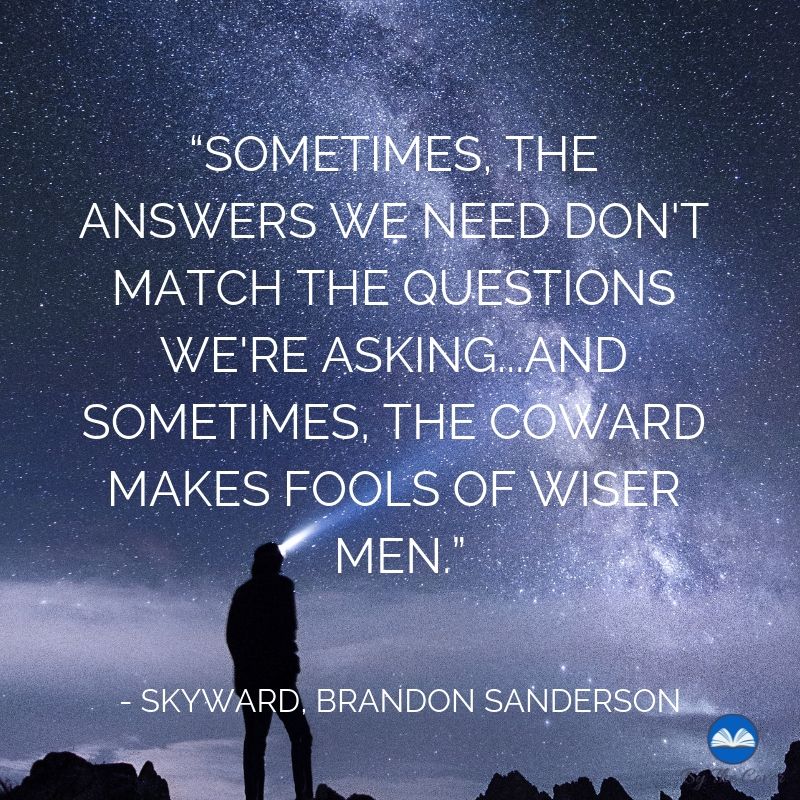 “SOMETIMES, THE
ANSWERS WE NEED DON'T
MATCH THE QUESTIONS
WE'RE ASKING...AND
SOMETIMES, THE COWARD
MAKES FOOLS OF WISER
MEN.”
- SKYWARD, BRANDON SANDERSON